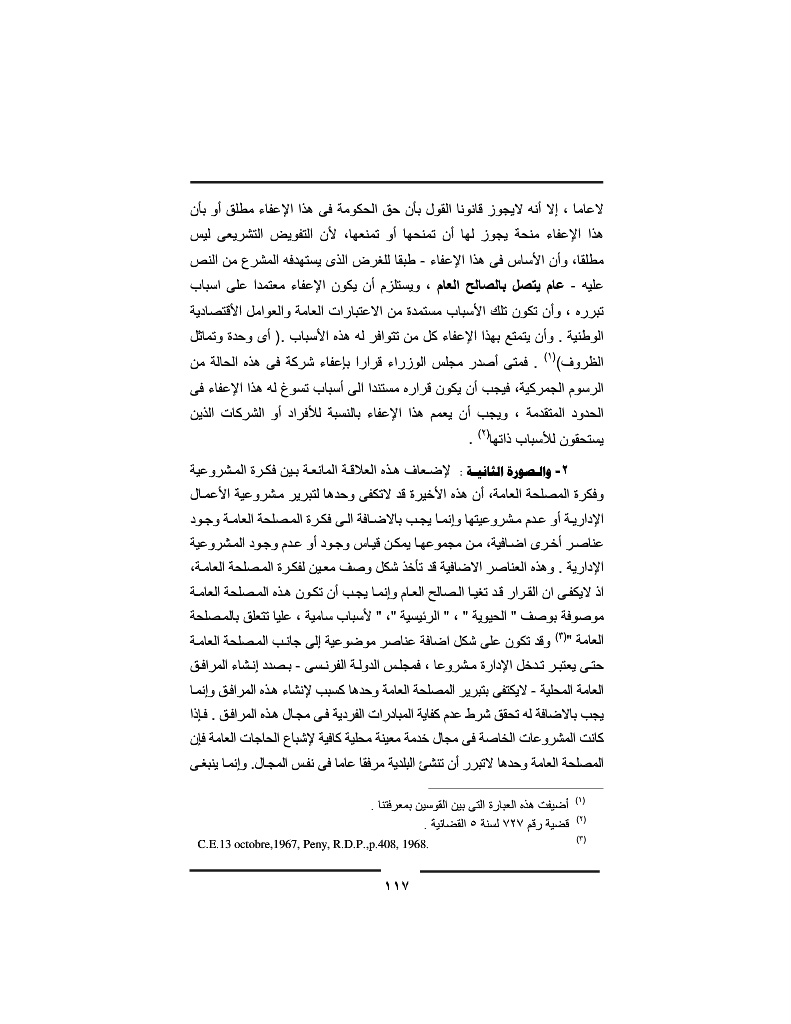 لاعاما ، إلا أنه لايجوز قانونا القول بأن حق الحكومة فى هذا الإعفاء مطلق أو بأن
هذا الإعفاء منحة يجوز لها أن تمنحها أو تمنعها، لأن التفويض التشريعى ليس
مطلقا، وأن الأساس فى هذا الإعفاء - طبقا للغرض الذى يستهدفه المشرع من النص
عليه - عام يتصل بالصالح العام ، ويستلزم أن يكون الإعفاء معتمدا على اسباب
تبرره ، وأن تكون تلك الأسباب مستمدة من الاعتبارات العامة والعوامل الأقتصادية
الوطنية . وأن يتمتع بهذا الإعفاء كل من تتوافر له هذه الأسباب .( أى وحدة وتماثل
الظروف)(١) . فمتى أصدر مجلس الوزراء قرارا بإعفاء شركة فى هذه الحالة من
الرسوم الجمركية، فيجب أن يكون قراره مستندا الى أسباب تسوغ له هذا الإعفاء فى
الحدود المتقدمة ، ويجب أن يعمم هذا الإعفاء بالنسبة للأفراد أو الشركات الذين
يستحقون للأسباب ذاتها(٢) .
٢- والصورة الثانية : لإضعاف هذه العلاقة المانعة بين فكرة المشروعية
وفكرة المصلحة العامة، أن هذه الأخيرة قد لاتكفى وحدها لتبرير مشروعية الأعمال
الإدارية أو عدم مشروعيتها وإنما يجب بالاضافة الى فكرة المصلحة العامة وجود
عناصر أخرى اضافية، من مجموعها يمكن قياس وجود أو عدم وجود المشروعية
الإدارية . وهذه العناصر الاضافية قد تأخذ شكل وصف معين لفكرة المصلحة العامة،
اذ لايكفى ان القرار قد تغيا الصالح العام وإنما يجب أن تكون هذه المصلحة العامة
موصوفة بوصف " الحيوية " ، " الرئيسية "، " لأسباب سامية ، عليا تتعلق بالمصلحة
العامة "(٣) وقد تكون على شكل اضافة عناصر موضوعية إلى جانب المصلحة العامة
حتى يعتبر تدخل الإدارة مشروعا ، فمجلس الدولة الفرنسى - بصدد إنشاء المرافق
العامة المحلية - لايكتفى بتبرير المصلحة العامة وحدها كسبب لإنشاء هذه المرافق وإنما
يجب بالاضافة له تحقق شرط عدم كفاية المبادرات الفردية فى مجال هذه المرافق . فإذا
كانت المشروعات الخاصة فى مجال خدمة معينة محلية كافية لإشباع الحاجات العامة فإن
المصلحة العامة وحدها لاتبرر أن تنشئ البلدية مرفقا عاما فى نفس المجال. وإنما ينبغى
(١) أضيفت هذه العبارة التى بين القوسين بمعرفتنا .
(٢) قضية رقم ٧٢٧ لسنة ٥ القضائية .
(٣) C.E.13 octobre,1967, Peny, R.D.P.,p.408, 1968.
١١٧